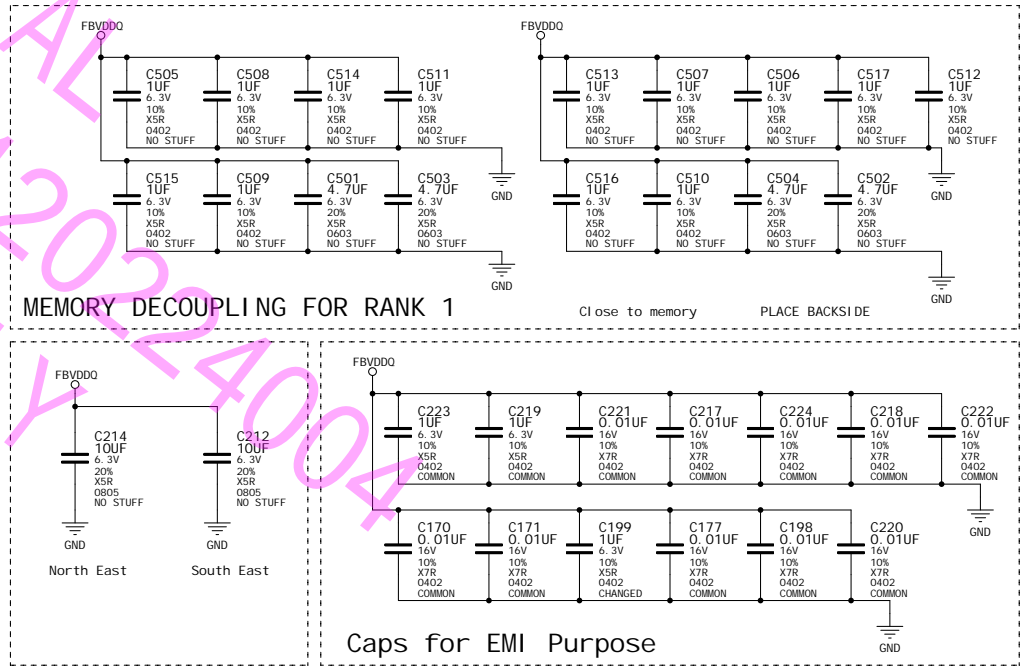 FBVDDQ
C505
1UF
6.3V
10%
X5R
0402
NO STUFF
C508
1UF
6.3V
10%
X5R
0402
NO STUFF
C514
1UF
6.3V
10%
X5R
0402
NO STUFF
C511
1UF
6.3V
10%
X5R
0402
NO STUFF
GND
C515
1UF
6.3V
10%
X5R
0402
NO STUFF
C509
1UF
6.3V
10%
X5R
0402
NO STUFF
C501
4.7UF
6.3V
20%
X5R
0603
NO STUFF
C503
4.7UF
6.3V
20%
X5R
0603
NO STUFF
GND
FBVDDQ
C513
1UF
6.3V
10%
X5R
0402
NO STUFF
C507
1UF
6.3V
10%
X5R
0402
NO STUFF
C506
1UF
6.3V
10%
X5R
0402
NO STUFF
C517
1UF
6.3V
10%
X5R
0402
NO STUFF
C512
1UF
6.3V
10%
X5R
0402
NO STUFF
GND
C516
1UF
6.3V
10%
X5R
0402
NO STUFF
C510
1UF
6.3V
10%
X5R
0402
NO STUFF
C504
4.7UF
6.3V
20%
X5R
0603
NO STUFF
C502
4.7UF
6.3V
20%
X5R
0603
NO STUFF
GND
MEMORY DECOUPLING FOR RANK 1
Close to memory
PLACE BACKSIDE
FBVDDQ
C214
10UF
6.3V
20%
X5R
0805
NO STUFF
GND
North East
C212
10UF
6.3V
20%
X5R
0805
NO STUFF
GND
South East
FBVDDQ
C223
1UF
6.3V
10%
X5R
0402
COMMON
C219
1UF
6.3V
10%
X5R
0402
COMMON
C221
0.01UF
16V
10%
X7R
0402
COMMON
C217
0.01UF
16V
10%
X7R
0402
COMMON
C224
0.01UF
16V
10%
X7R
0402
COMMON
C218
0.01UF
16V
10%
X7R
0402
COMMON
C222
0.01UF
16V
10%
X7R
0402
COMMON
GND
C170
0.01UF
16V
10%
X7R
0402
COMMON
C171
0.01UF
16V
10%
X7R
0402
COMMON
C199
1UF
6.3V
10%
X5R
0402
CHANGED
C177
0.01UF
16V
10%
X7R
0402
COMMON
C198
0.01UF
16V
10%
X7R
0402
COMMON
C220
0.01UF
16V
10%
X7R
0402
COMMON
GND
Caps for EMI Purpose